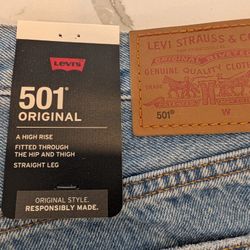 Levi's
501®
ORIGINAL
A HIGH RISE
FITTED THROUGH
THE HIP AND THIGH
STRAIGHT LEG
ORIGINAL STYLE.
RESPONSIBLY MADE.
LEVI STRAUSS & CO
ORIGINAL RIVETED
GENUINE QUALITY CLOTHING
TRADE
501®
W